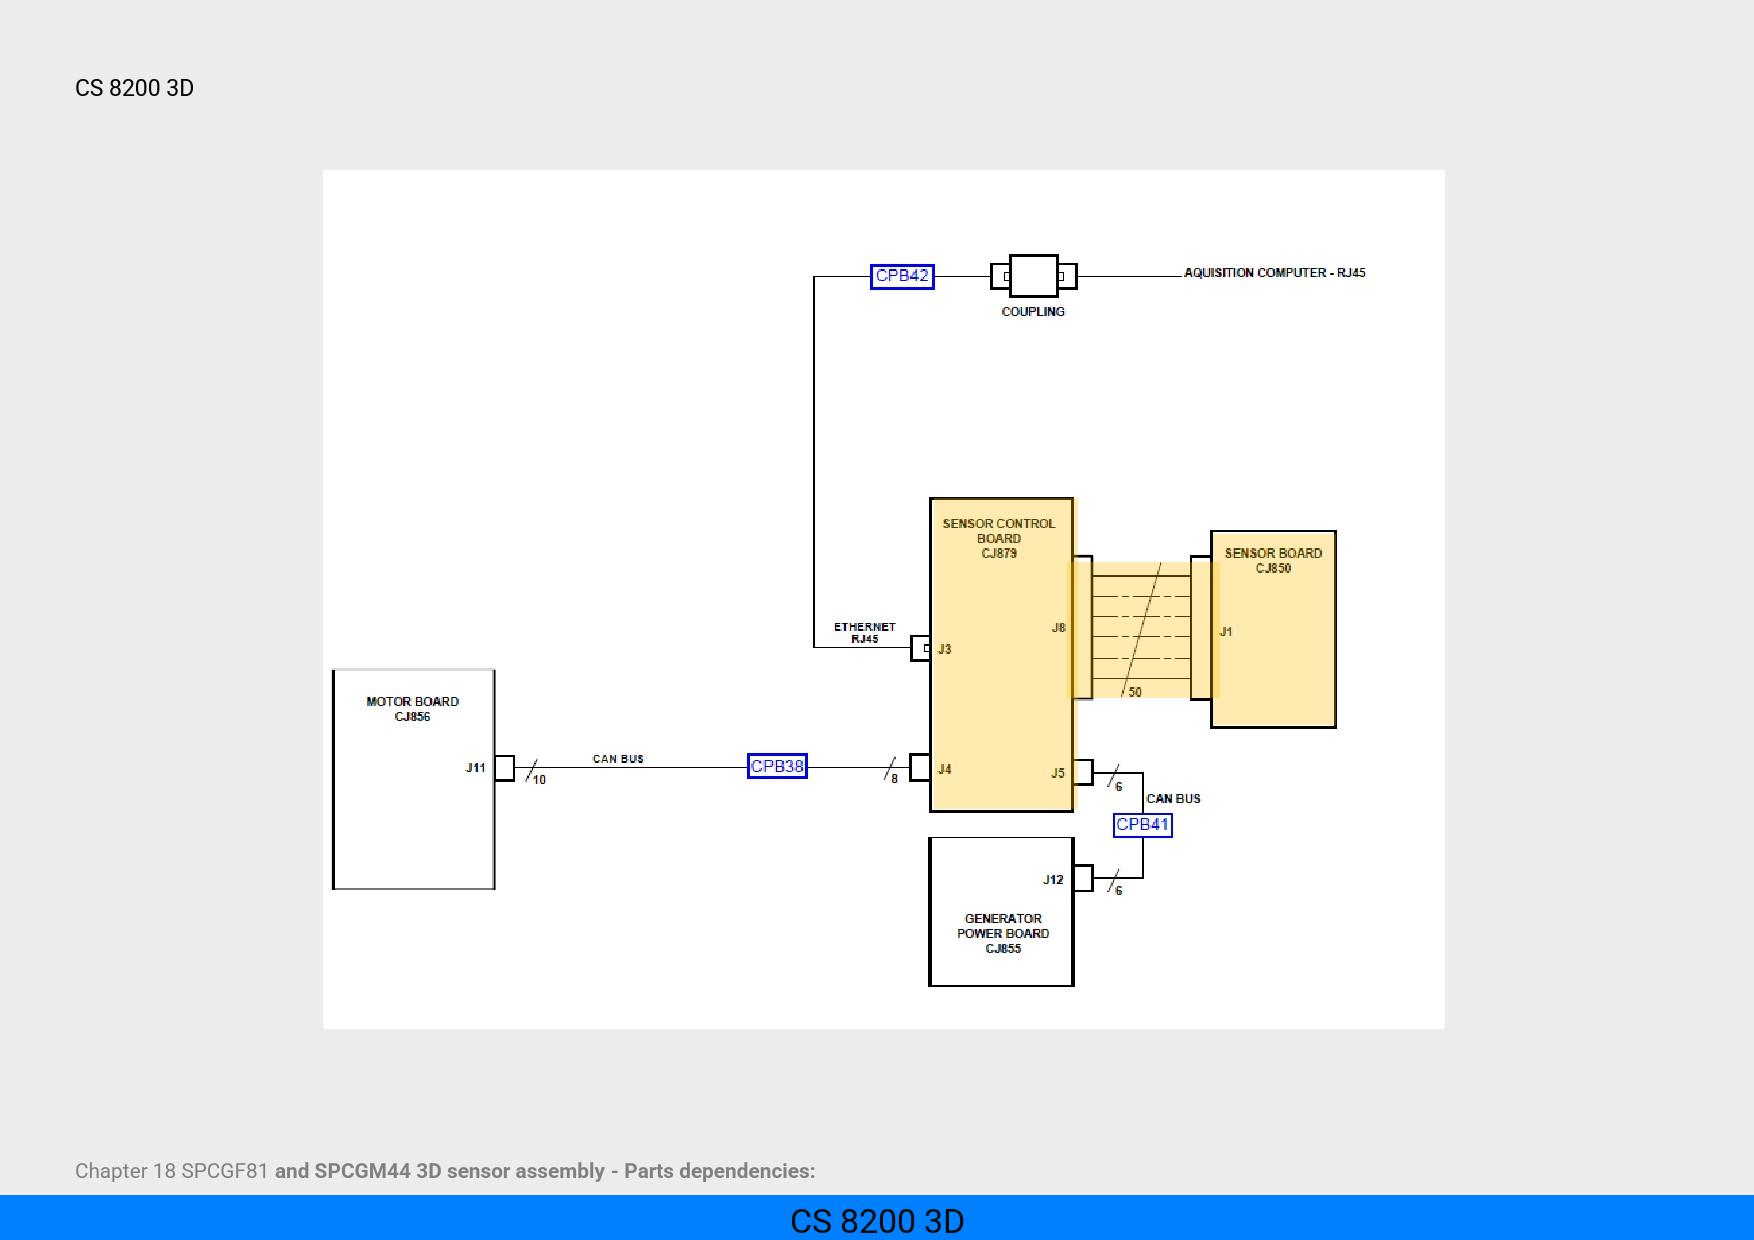 CS 8200 3D
CPB42
AQUISITION COMPUTER - RJ45
COUPLING
SENSOR CONTROL
BOARD
CJ879
SENSOR BOARD
CJ850
ETHERNET
RJ45
J3
J8
J1
50
MOTOR BOARD
CJ856
J11
10
CAN BUS
CPB38
8
J4
J5
6
CAN BUS
CPB41
J12
6
GENERATOR
POWER BOARD
CJ855
Chapter 18 SPCGF81 and SPCGM44 3D sensor assembly - Parts dependencies:
CS 8200 3D